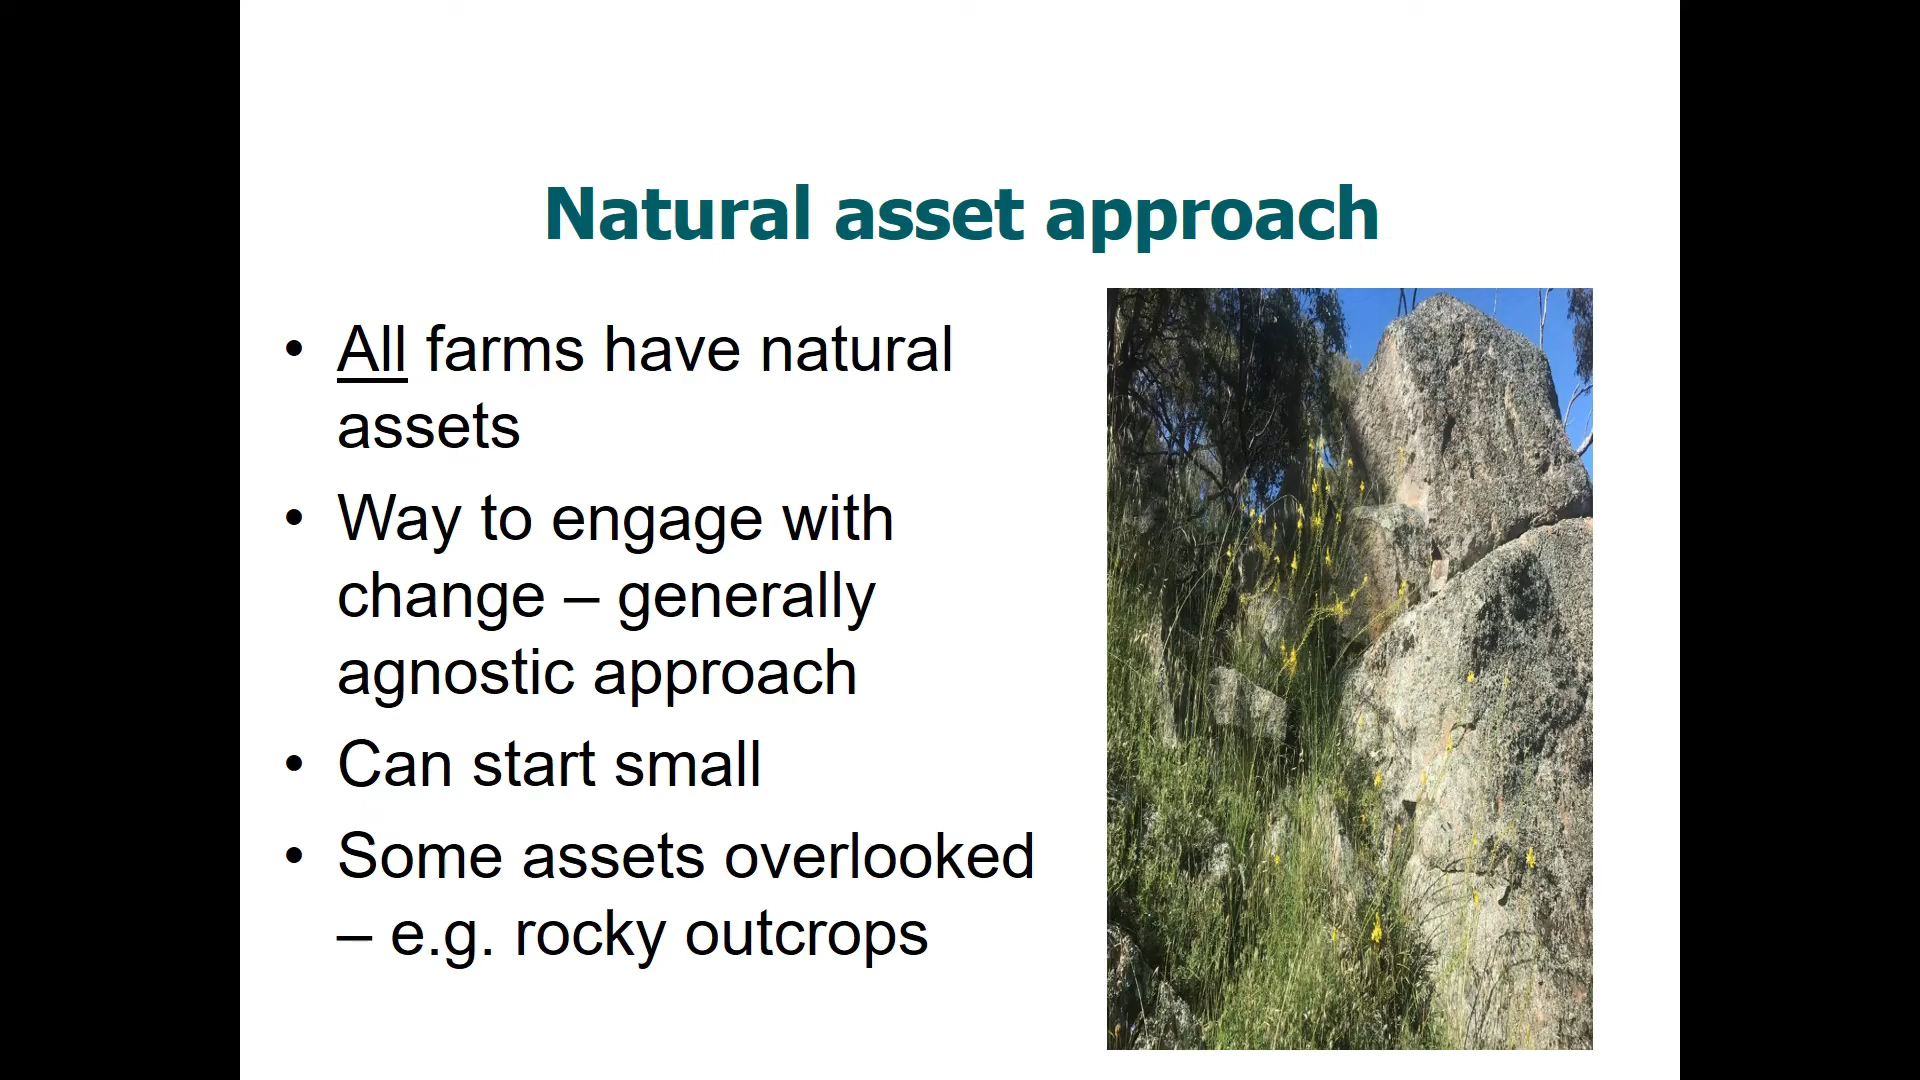 Natural asset approach
• All farms have natural
assets
• Way to engage with
change – generally
agnostic approach
• Can start small
• Some assets overlooked
– e.g. rocky outcrops